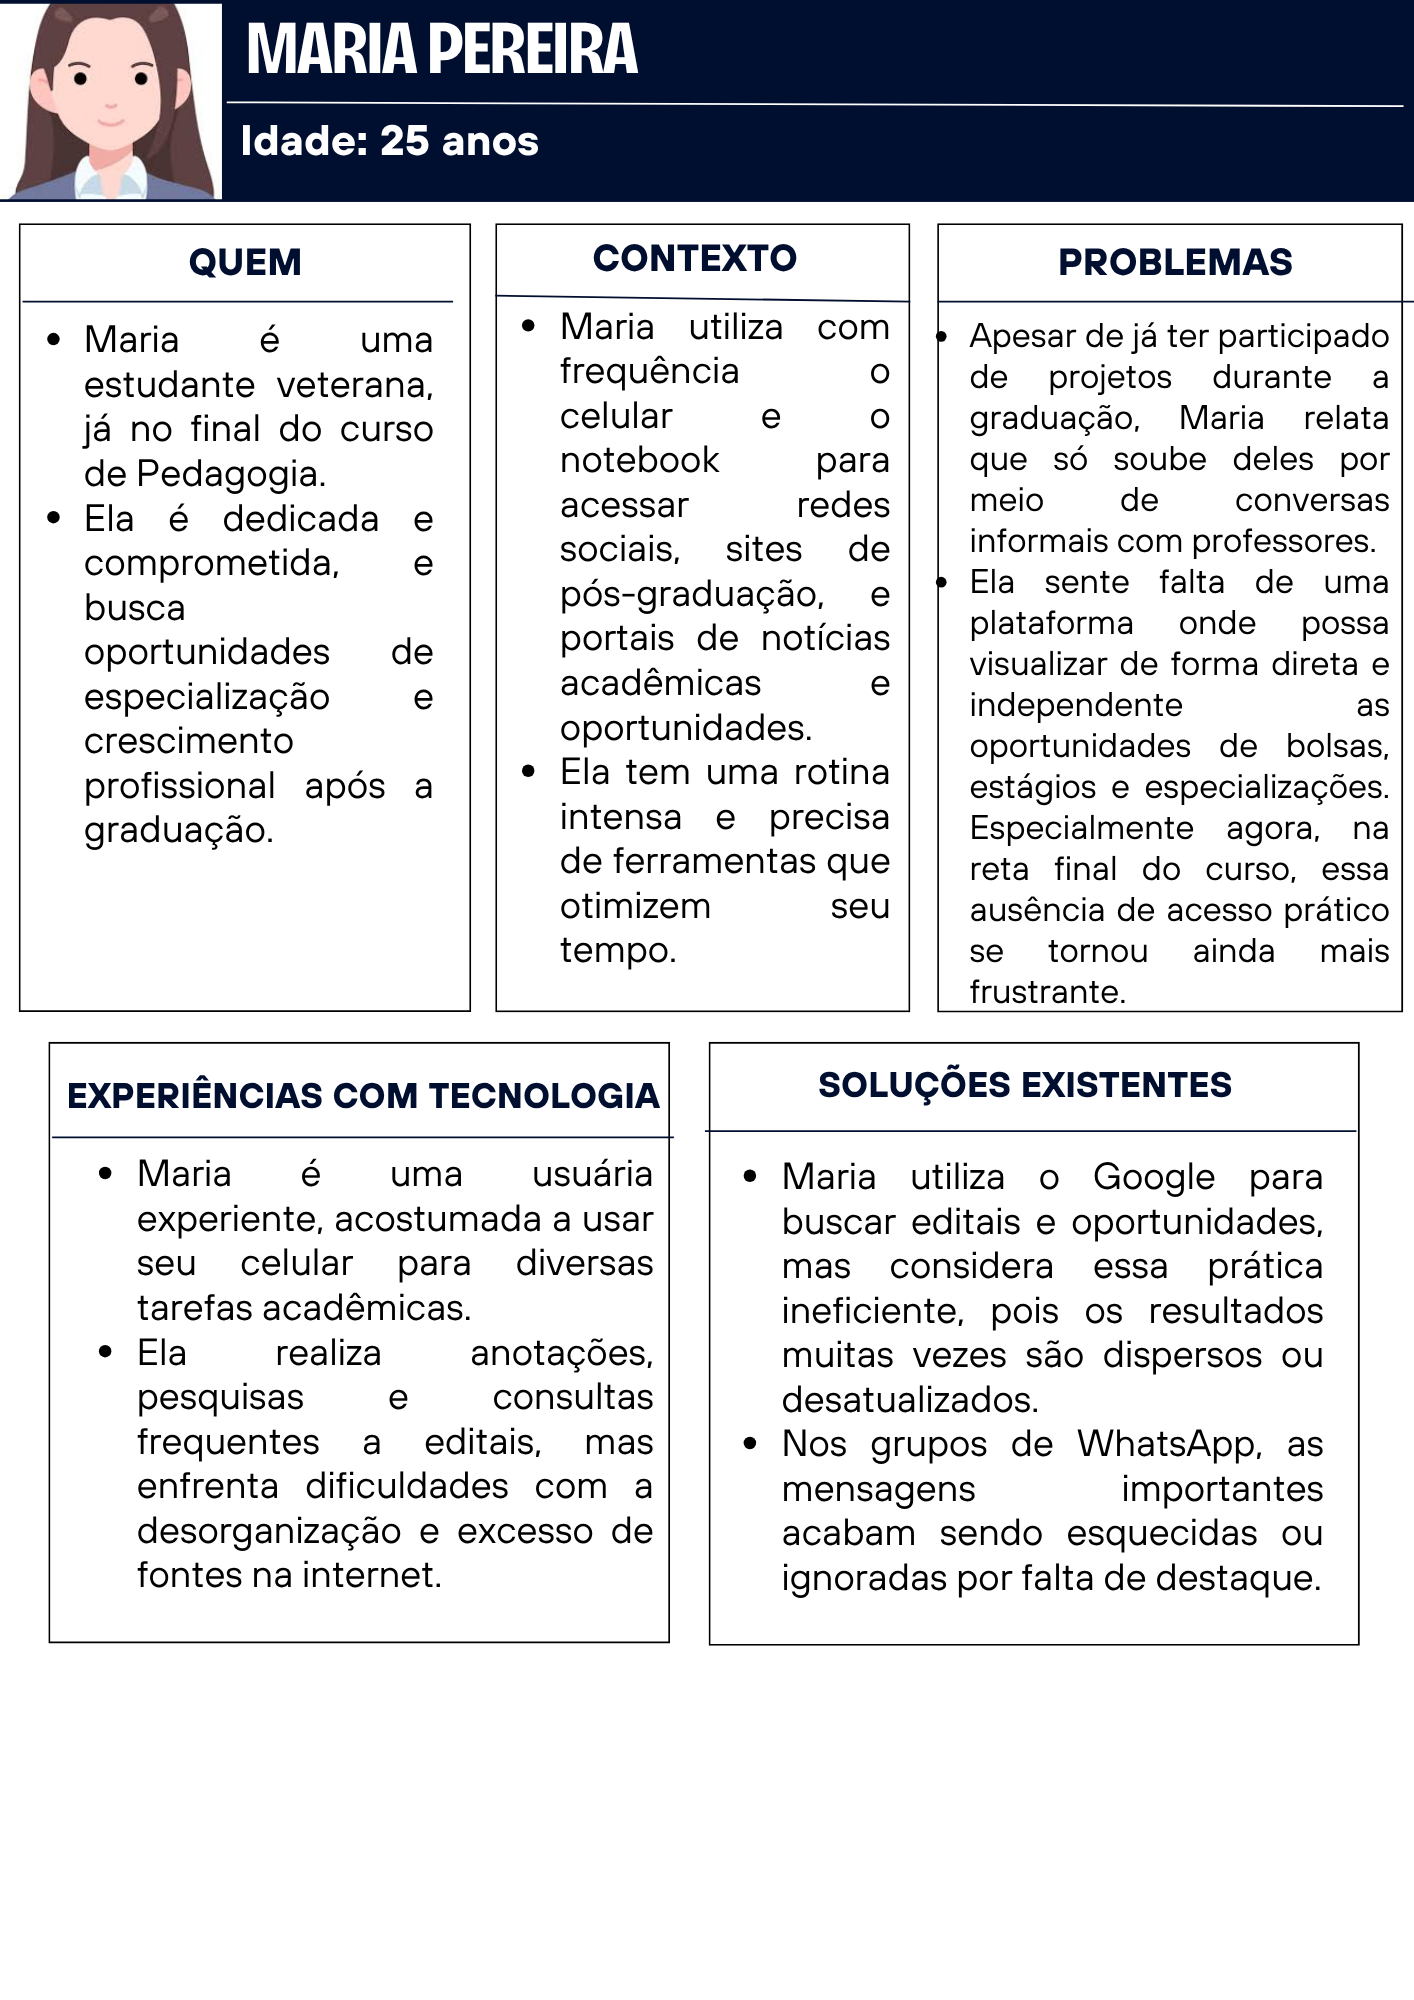 MARIA PEREIRA
Idade: 25 anos
QUEM
• Maria é uma
estudante veterana,
já no final do curso
de Pedagogia.
• Ela é dedicada e
comprometida, e
busca
oportunidades de
especialização e
crescimento
profissional após a
graduação.
CONTEXTO
• Maria utiliza com
frequência o
celular e o
notebook para
acessar redes
sociais, sites de
pós-graduação, e
portais de notícias
acadêmicas e
oportunidades.
• Ela tem uma rotina
intensa e precisa
de ferramentas que
otimizem seu
tempo.
PROBLEMAS
• Apesar de já ter participado
de projetos durante a
graduação, Maria relata
que só soube deles por
meio de conversas
informais com professores.
• Ela sente falta de uma
plataforma onde possa
visualizar de forma direta e
independente as
oportunidades de bolsas,
estágios e especializações.
Especialmente agora, na
reta final do curso, essa
ausência de acesso prático
se tornou ainda mais
frustrante.
EXPERIÊNCIAS COM TECNOLOGIA
• Maria é uma usuária
experiente, acostumada a usar
seu celular para diversas
tarefas acadêmicas.
• Ela realiza anotações,
pesquisas e consultas
frequentes a editais, mas
enfrenta dificuldades com a
desorganização e excesso de
fontes na internet.
SOLUÇÕES EXISTENTES
• Maria utiliza o Google para
buscar editais e oportunidades,
mas considera essa prática
ineficiente, pois os resultados
muitas vezes são dispersos ou
desatualizados.
• Nos grupos de WhatsApp, as
mensagens importantes
acabam sendo esquecidas ou
ignoradas por falta de destaque.